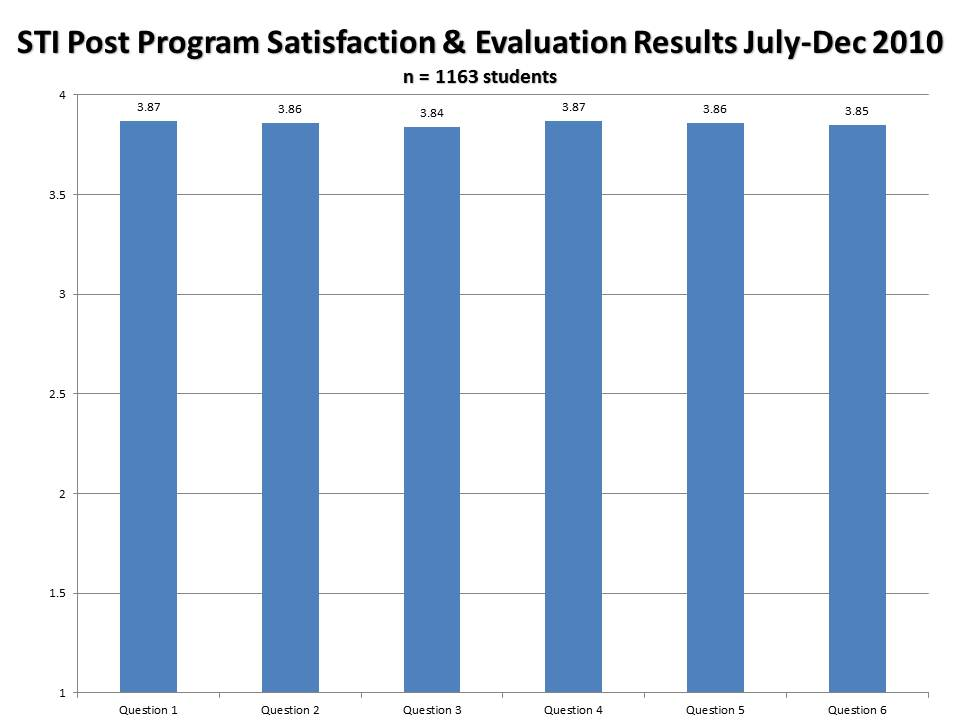 STI Post Program Satisfaction & Evaluation Results July-Dec 2010
n = 1163 students
4
3.87
3.86
3.84
3.87
3.86
3.85
3.5
3
2.5
2
1.5
1
Question 1
Question 2
Question 3
Question 4
Question 5
Question 6